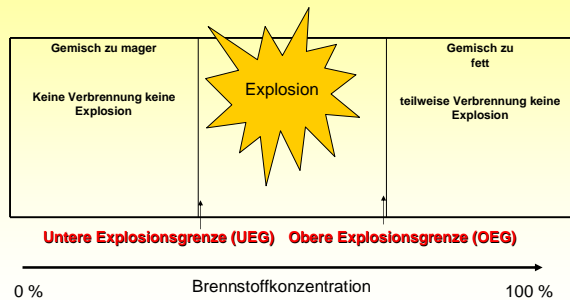 Gemisch zu mager
Keine Verbrennung keine
Explosion
Explosion
Gemisch zu
fett
teilweise Verbrennung keine
Explosion
Untere Explosionsgrenze (UEG)
Obere Explosionsgrenze (OEG)
0 %
Brennstoffkonzentration
100 %